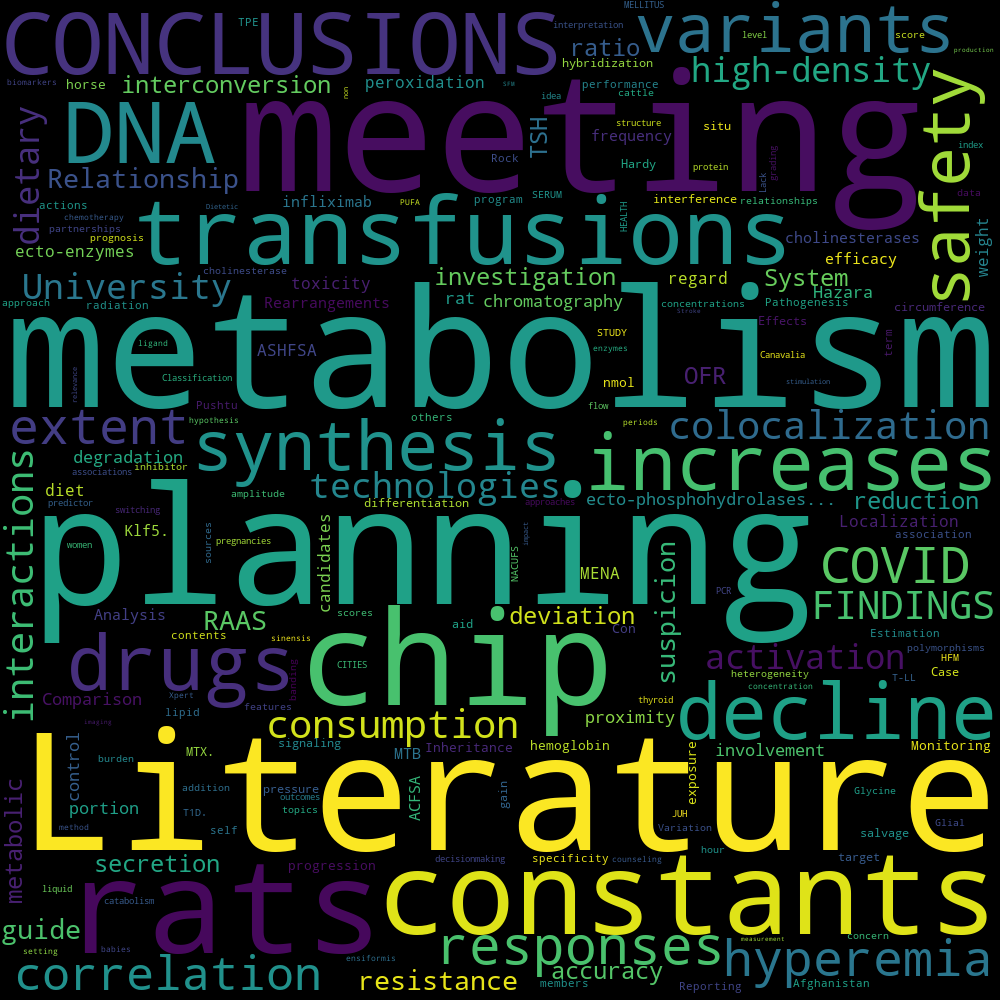 MELLITUS
CONCLUSIONS
TPE
interpretation
variants
ratio
level
score
production
hybridization
high-density
biomarkers
horse
interconversion
peroxidation
performance
cattle
non
SFM
idea
meeting
safety
dietary
DNA
TSH
structure
situ
frequency
Rock
Hardy
protein
Lack
grading
index
Relationship
data
infliximab
PUFA
program
SERUM
HEALTH
interference
relationships
actions
Dietetic
chemotherapy
partnerships
transfusions
prognosis
cholinesterases
ecto-enzymes
efficacy
weight
University
cholinesterase
toxicity
investigation
regard
System
Hazara
approach
radiation
Rearrangements
rat
chromatography
concentrations
Pathogenesis
circumference
Stroke
metabolism
ASHFSA
STUDY
Effects
term
ligand
enzymes
Canavalia
relevance
Classification
OFR
nmol
stimulation
Pushtu
flow
hypothesis
others
periods
extent
synthesis
colocalization
degradation
increases
associations
inhibitor
interactions
diet
predictor
technologies
amplitude
differentiation
approaches
ecto-phosphohydrolases...
reduction
switching
Klf5.
planning
Localization
association
women
sources
pregnancies
candidates
NACUFS
impact
MENA
suspicion
COVID
PCR
FINDINGS
Analysis
RAAS
scores
chip
aid
deviation
Con
contents
sinensis
Estimation
drugs
CITIES
activation
polymorphisms
HFM
Case
heterogeneity
T-LL
Comparison
Xpert
banding
features
thyroid
concentration
decline
lipid
consumption
proximity
imaging
signaling
MTB
Inheritance
hemoglobin
involvement
Monitoring
control
burden
MTX.
Literature
pressure
addition
outcomes
ACFSA
gain
exposure
metabolic
portion
T1D.
topics
JUH
Glycine
Glial
method
self
Variation
salvage
hour
secretion
progression
decisionmaking
specificity
counseling
target
rats
constants
liquid
catabolism
guide
responses
concern
measurement
setting
babies
ensiformis
hyperemia
correlation
resistance
accuracy
members
Reporting
Afghanistan